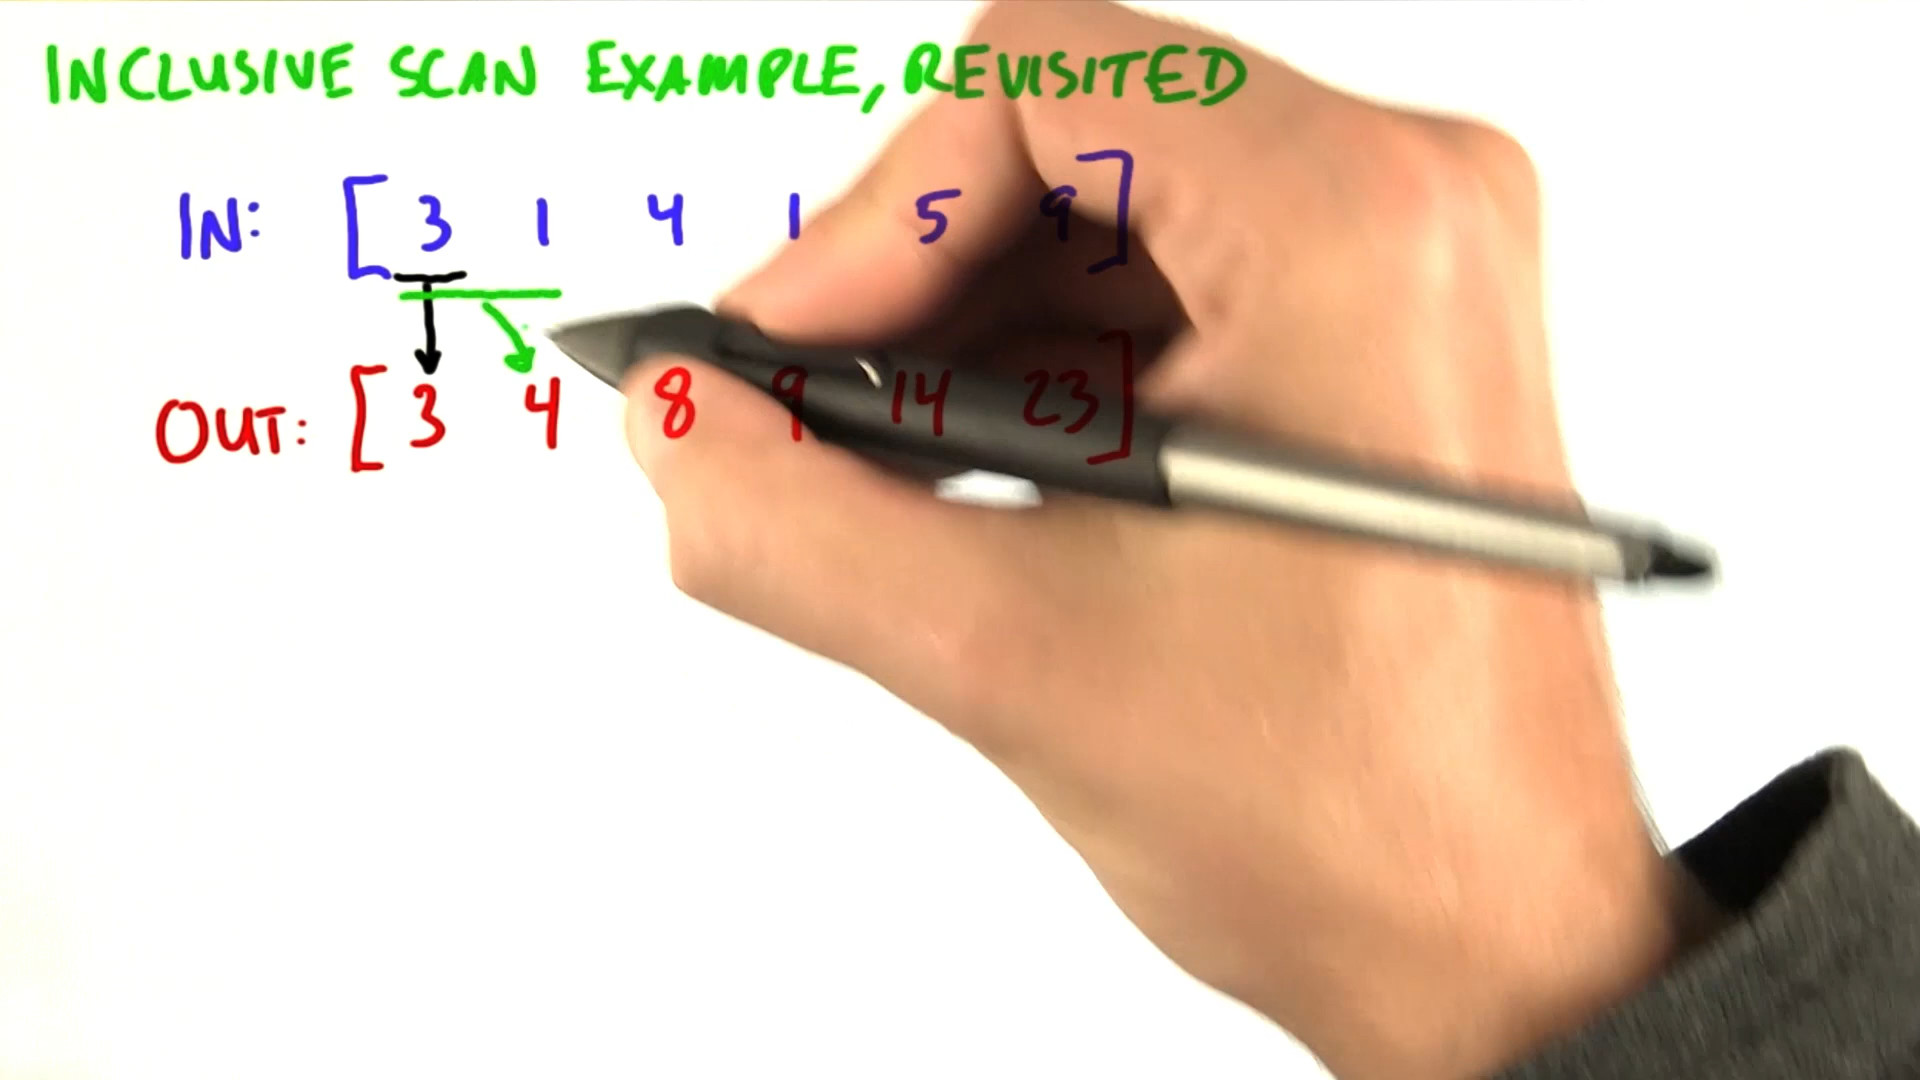 INCLUSIVE SCAN EXAMPLE, REVISITED
IN: [ 3 1 4 1 5 9 ]
OUT: [ 3 4 8 9 14 23 ]